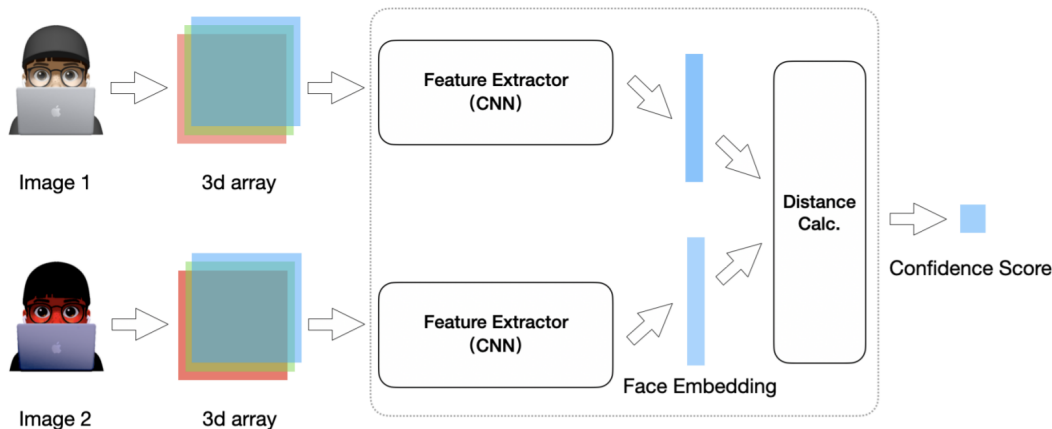 Image 1
3d array
Feature Extractor
(CNN)
Distance
Calc.
Confidence Score
Image 2
3d array
Feature Extractor
(CNN)
Face Embedding